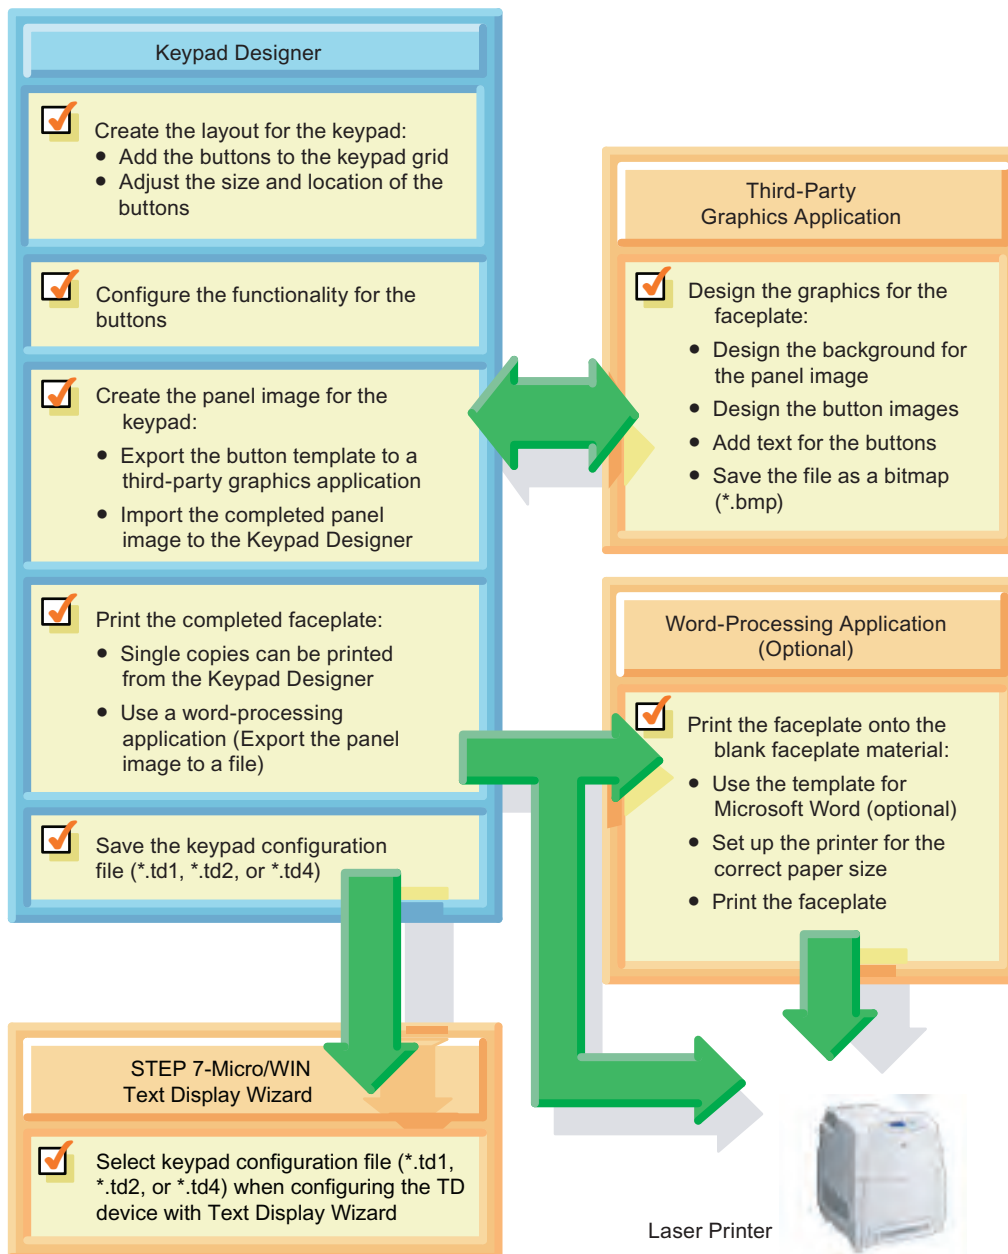 Keypad Designer
Create the layout for the keypad:
• Add the buttons to the keypad grid
• Adjust the size and location of the
buttons
Configure the functionality for the
buttons
Create the panel image for the
keypad:
• Export the button template to a
third-party graphics application
• Import the completed panel
image to the Keypad Designer
Print the completed faceplate:
• Single copies can be printed
from the Keypad Designer
• Use a word-processing
application (Export the panel
image to a file)
Save the keypad configuration
file (*.td1, *.td2, or *.td4)
Third-Party
Graphics Application
Design the graphics for the
faceplate:
• Design the background for
the panel image
• Design the button images
• Add text for the buttons
• Save the file as a bitmap
(*.bmp)
Word-Processing Application
(Optional)
Print the faceplate onto the
blank faceplate material:
• Use the template for
Microsoft Word (optional)
• Set up the printer for the
correct paper size
• Print the faceplate
STEP 7-Micro/WIN
Text Display Wizard
Select keypad configuration file (*.td1,
*.td2, or *.td4) when configuring the TD
device with Text Display Wizard
Laser Printer